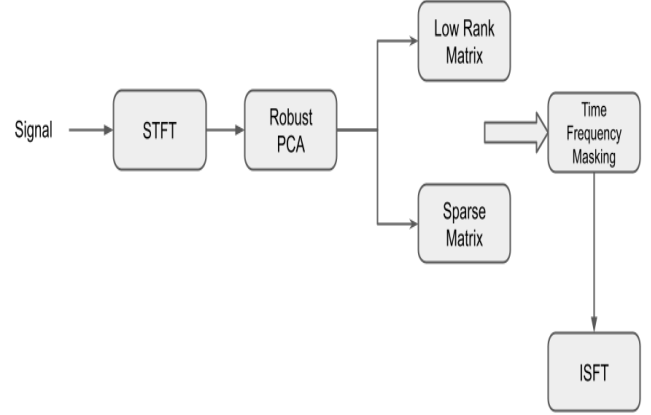 Signal
STFT
Robust
PCA
Low Rank
Matrix
Sparse
Matrix
Time
Frequency
Masking
ISFT